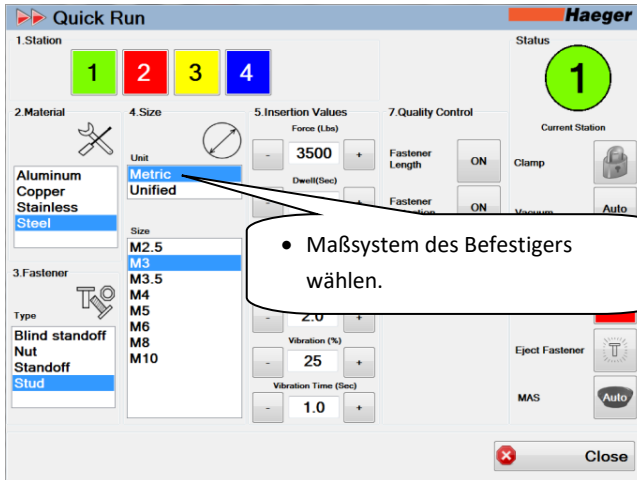 Quick Run
Haeger
1.Station
1
2
3
4
Status
1
Current Station
2.Material
Aluminum
Copper
Stainless
Steel
3.Fastener
Type
Blind standoff
Nut
Standoff
Stud
4.Size
Unit
Metric
Unified
Size
M2.5
M3
M3.5
M4
M5
M6
M8
M10
5.Insertion Values
Force (Lbs)
- 3500 +
Dwell(Sec)
- 2.0 +
Vibration (%)
- 25 +
Vibration Time (Sec)
- 1.0 +
7.Quality Control
Fastener
Length
ON
Fastener
ON
Clamp
Vacuum
Auto
• Maßsystem des Befestigers
wählen.
Eject Fastener
MAS
Auto
Close